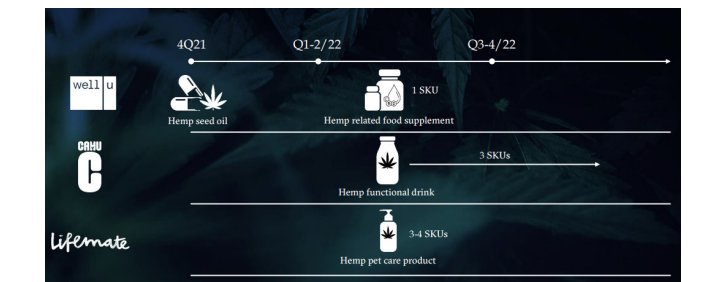 4Q21 Q1-2/22 Q3-4/22
well u
1 SKU
Hemp seed oil Hemp related food supplement
CAMU
C
3 SKUs
Hemp functional drink
Lifemate
3-4 SKUs
Hemp pet care product